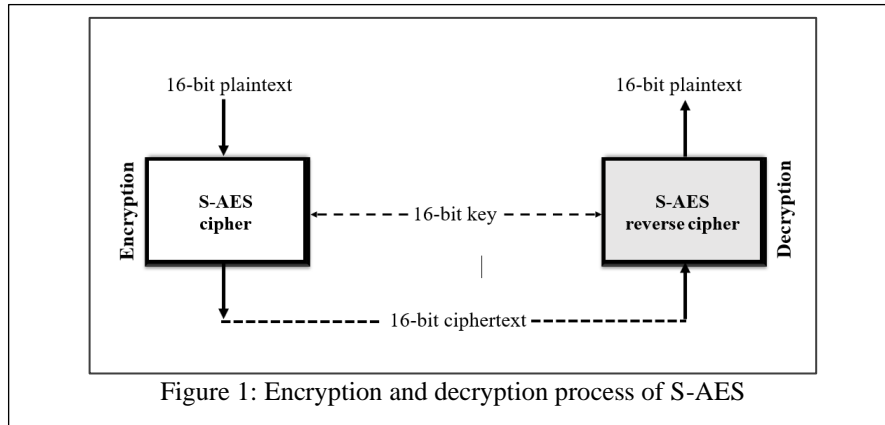 16-bit plaintext
16-bit plaintext
Encryption
S-AES
cipher
16-bit key
S-AES
reverse cipher
Decryption
16-bit ciphertext
Figure 1: Encryption and decryption process of S-AES